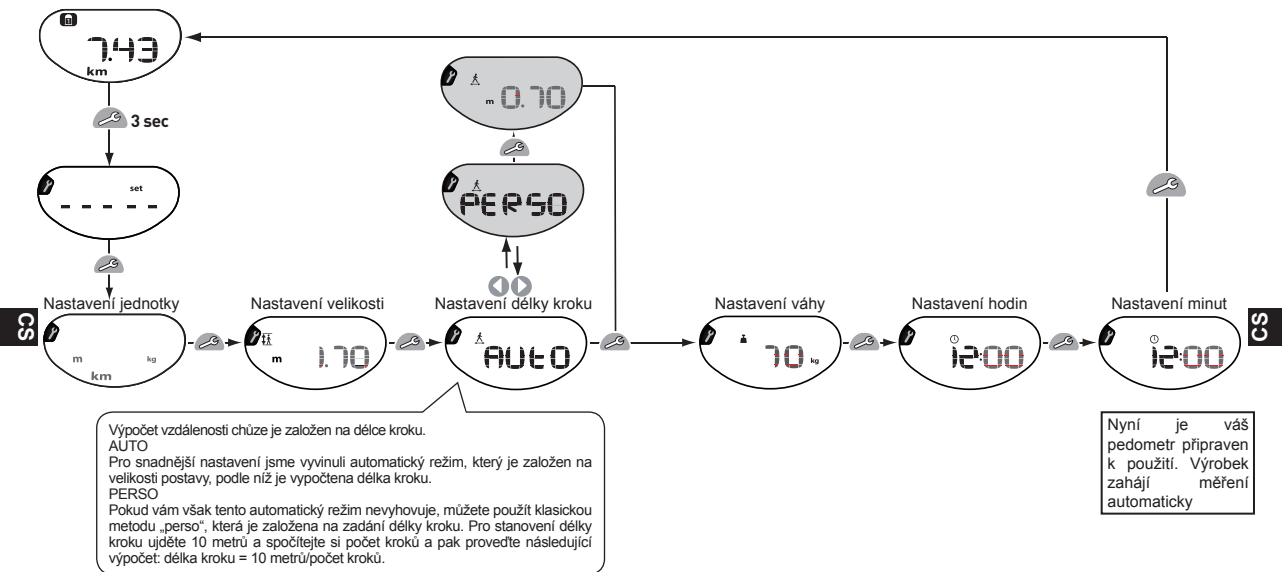 7.43
km
3 sec
set
- - - - -
m 0.70
PERSO
Nastavení jednotky
m kg
km
Nastavení velikosti
m 1.70
Nastavení délky kroku
AUtO
Nastavení váhy
70 kg
Nastavení hodin
12:00
Nastavení minut
12:00
CS
CS
Výpočet vzdálenosti chůze je založen na délce kroku.
AUTO
Pro snadnější nastavení jsme vyvinuli automatický režim, který je založen na
velikosti postavy, podle níž je vypočtena délka kroku.
PERSO
Pokud vám však tento automatický režim nevyhovuje, můžete použít klasickou
metodu „perso“, která je založena na zadání délky kroku. Pro stanovení délky
kroku ujděte 10 metrů a spočítejte si počet kroků a pak proveďte následující
výpočet: délka kroku = 10 metrů/počet kroků.
Nyní je váš
pedometr připraven
k použití. Výrobek
zahájí měření
automaticky